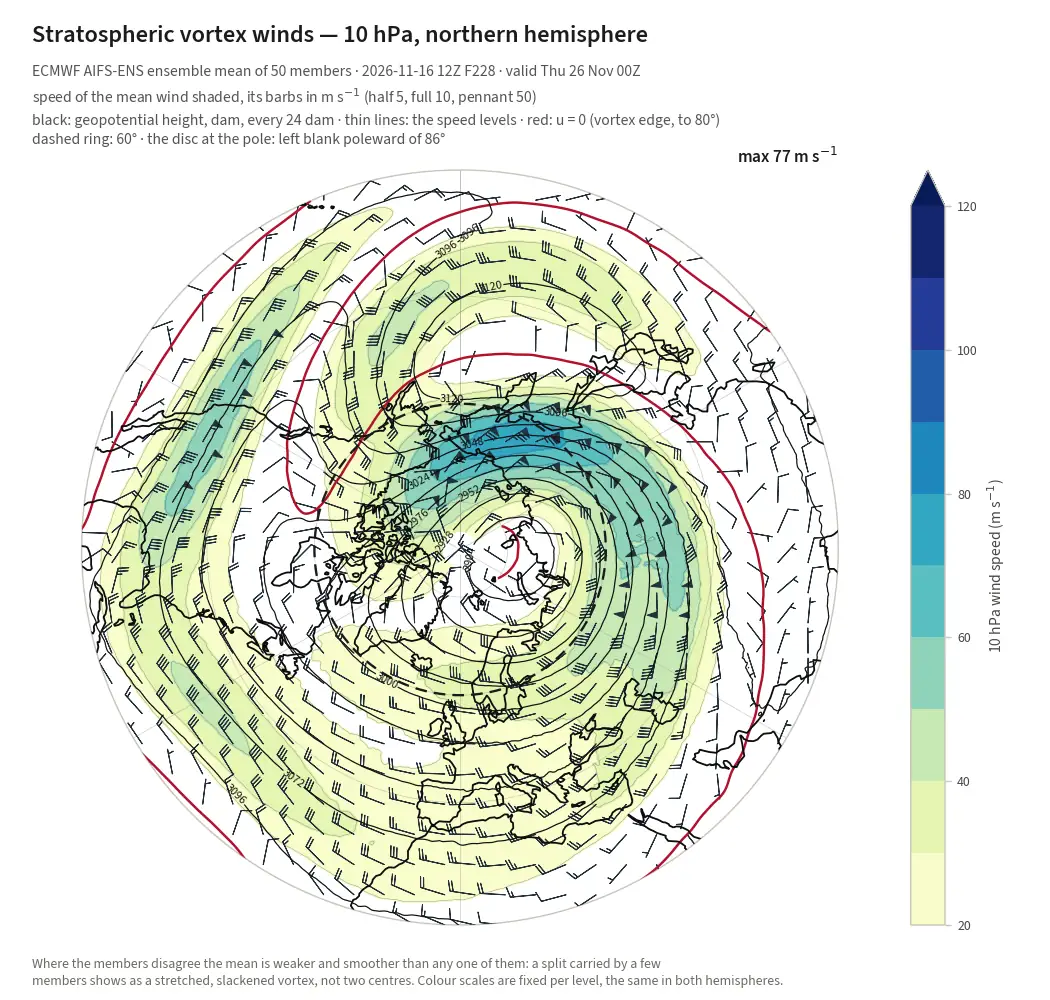 Stratospheric vortex winds — 10 hPa, northern hemisphere
ECMWF AIFS-ENS ensemble mean of 50 members · 2026-11-16 12Z F228 · valid Thu 26 Nov 00Z
speed of the mean wind shaded, its barbs in m s⁻¹ (half 5, full 10, pennant 50)
black: geopotential height, dam, every 24 dam · thin lines: the speed levels · red: u = 0 (vortex edge, to 80°)
dashed ring: 60° · the disc at the pole: left blank poleward of 86°
max 77 m s⁻¹
120
100
80
60
40
20
10 hPa wind speed (m s⁻¹)
3096
3120
3120
3048
3024
2952
2976
3000
3072
3096
Where the members disagree the mean is weaker and smoother than any one of them: a split carried by a few
members shows as a stretched, slackened vortex, not two centres. Colour scales are fixed per level, the same in both hemispheres.